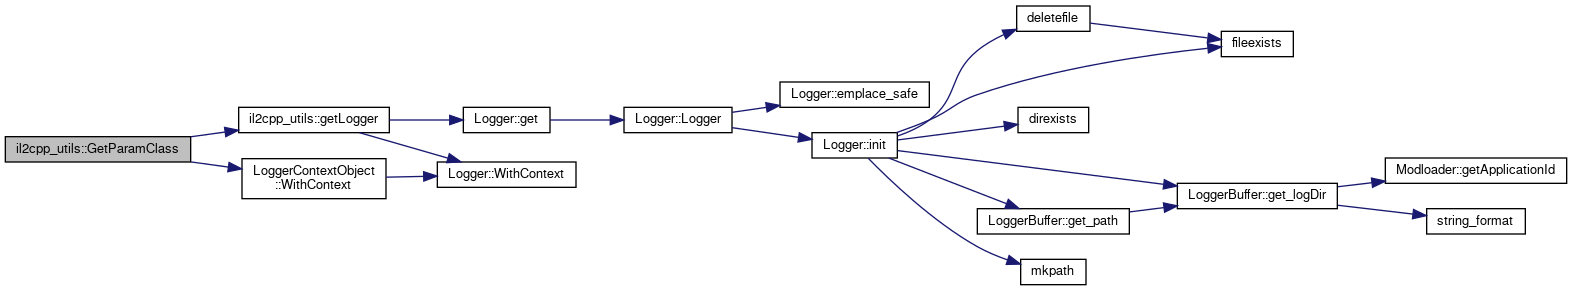 il2cpp_utils::GetParamClass
il2cpp_utils::getLogger
LoggerContextObject
::WithContext
Logger::get
Logger::WithContext
Logger::Logger
Logger::emplace_safe
Logger::init
deletefile
fileexists
direxists
LoggerBuffer::get_path
mkpath
LoggerBuffer::get_logDir
Modloader::getApplicationId
string_format